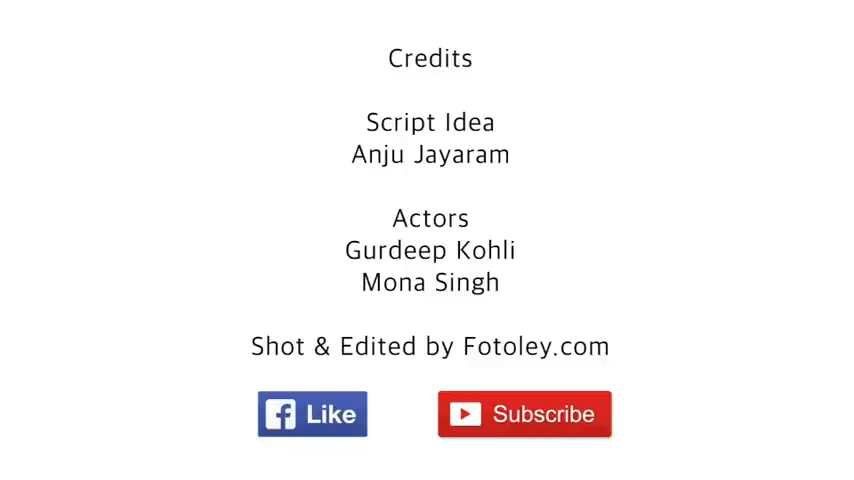 Credits
Script Idea
Anju Jayaram
Actors
Gurdeep Kohli
Mona Singh
Shot & Edited by Fotoley.com
Like
Subscribe